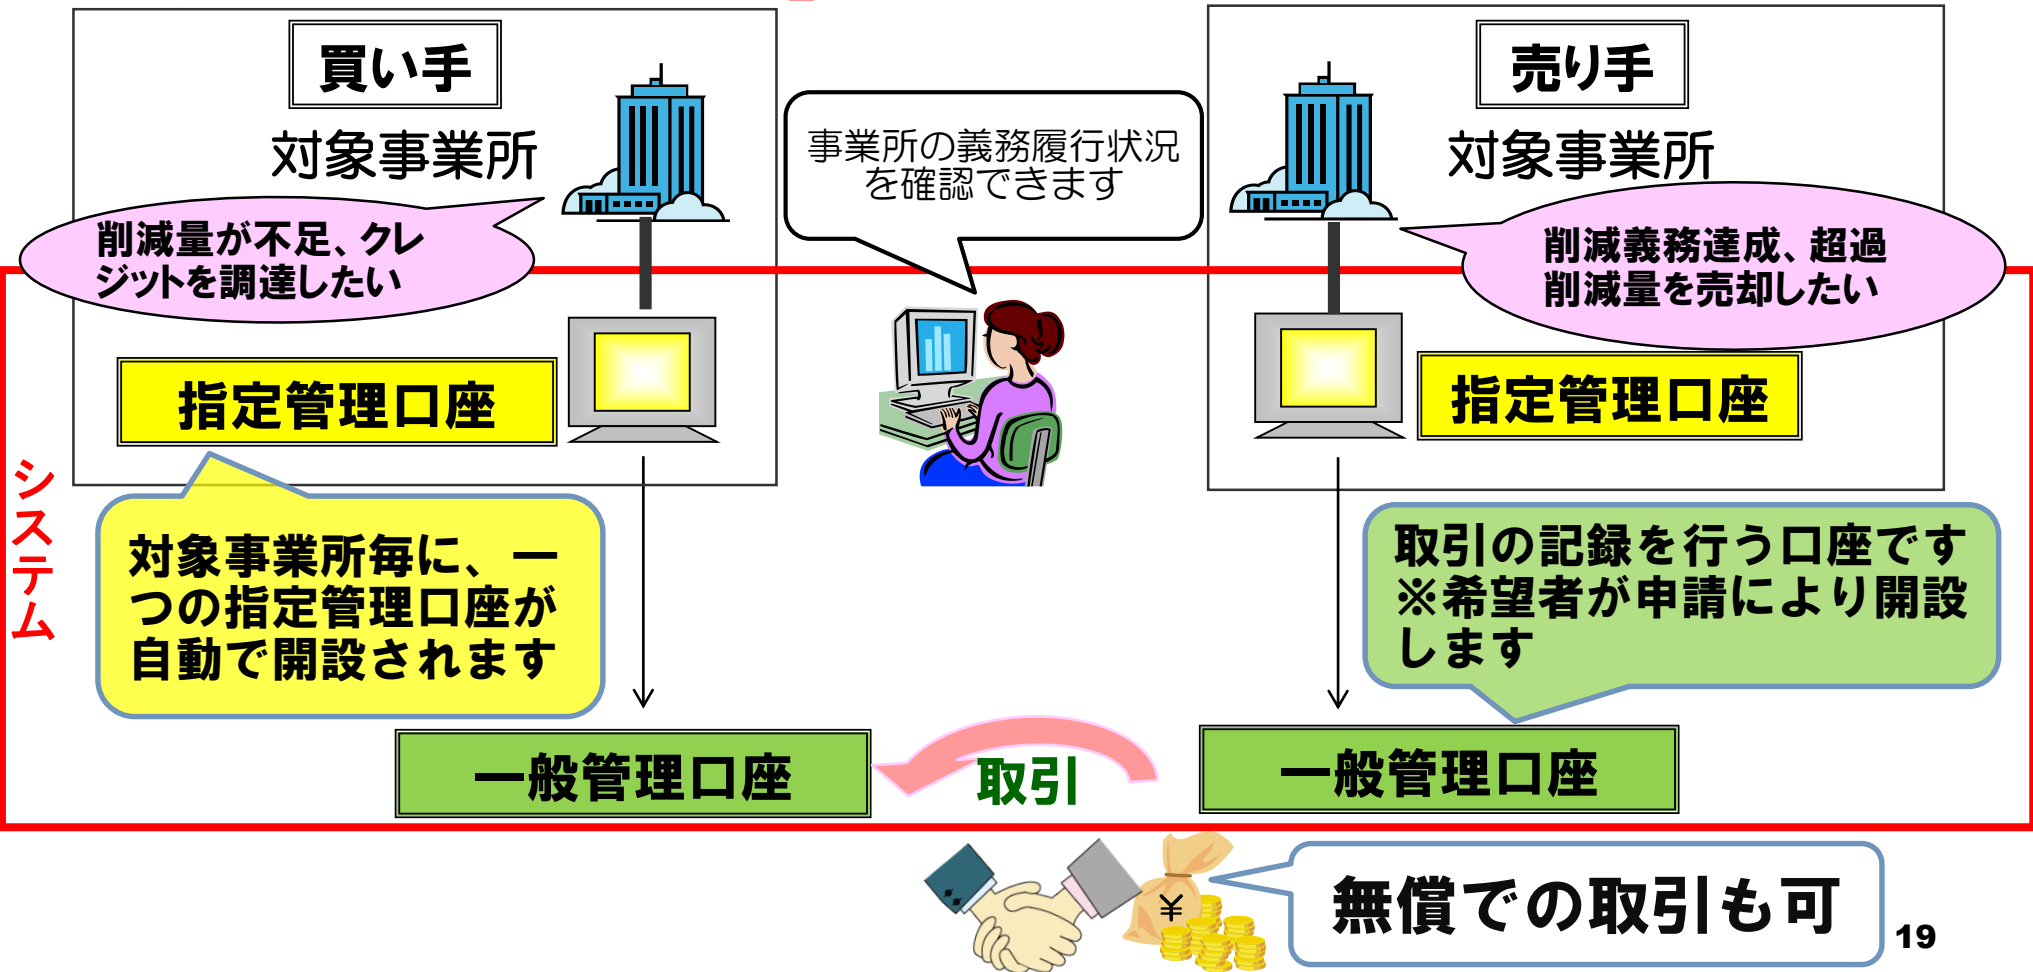 買い手
対象事業所
削減量が不足、クレ
ジットを調達したい
指定管理口座
事業所の義務履行状況
を確認できます
売り手
対象事業所
削減義務達成、超過
削減量を売却したい
指定管理口座
システム
対象事業所毎に、一
つの指定管理口座が
自動で開設されます
取引の記録を行う口座です
※希望者が申請により開設
します
一般管理口座
取引
一般管理口座
¥
無償での取引も可
19